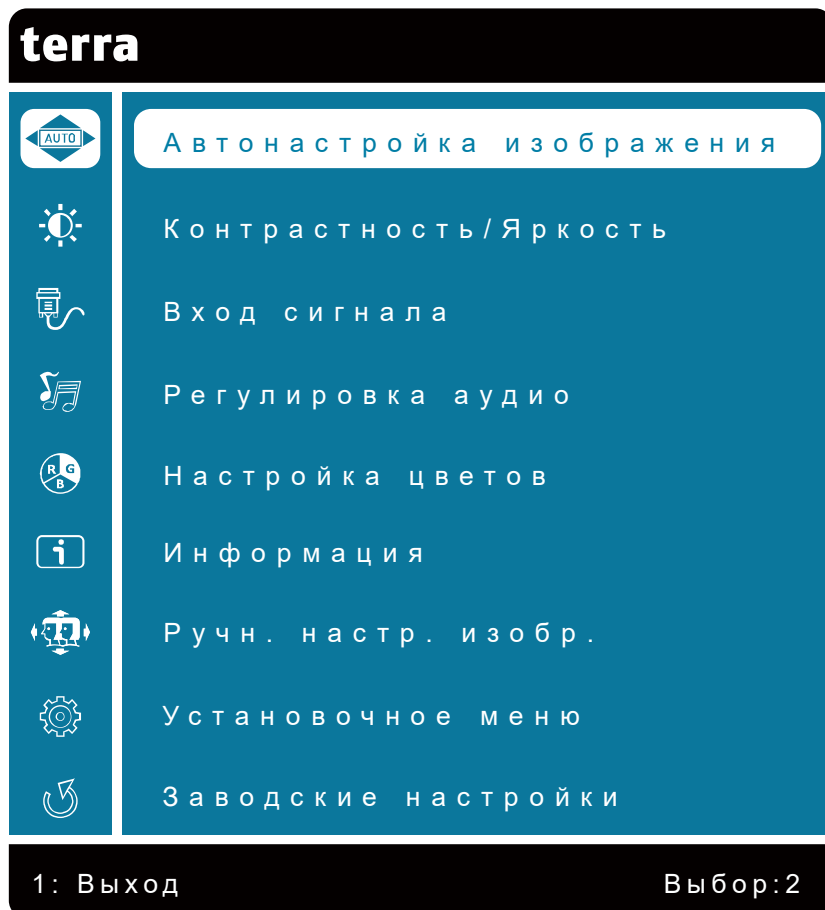 terra
AUTO
Автонастройка изображения
Контрастность/Яркость
Вход сигнала
Регулировка аудио
R G
B
Настройка цветов
i
Информация
Ручн. настр. изобр.
Установочное меню
Заводские настройки
1: Выход
Выбор:2